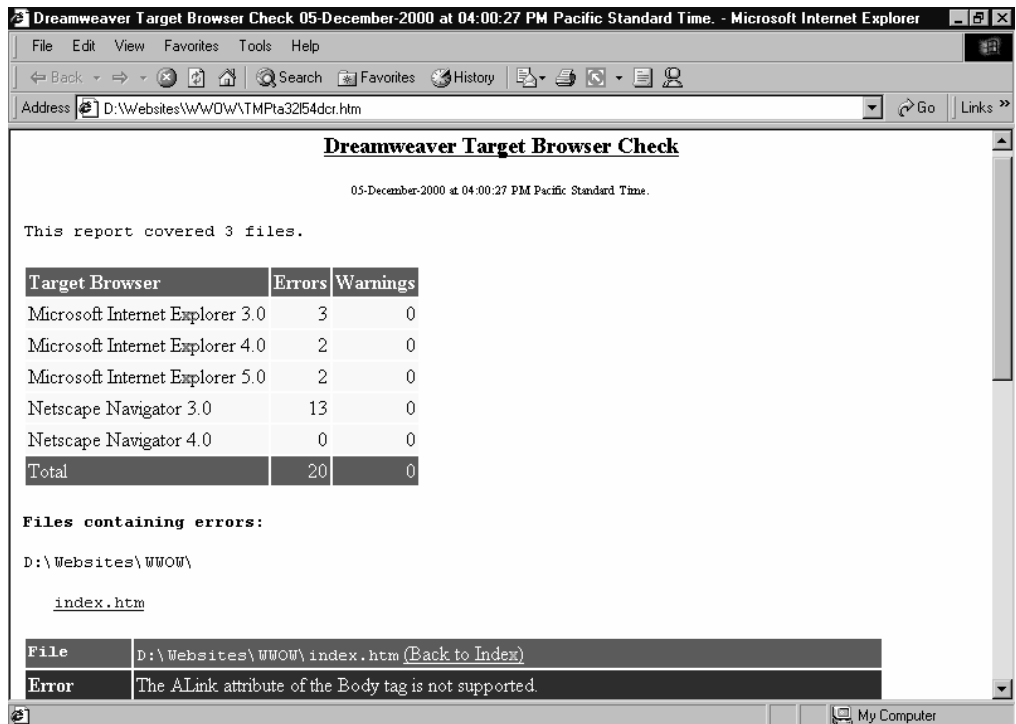 Dreamweaver Target Browser Check 05-December-2000 at 04:00:27 PM Pacific Standard Time. - Microsoft Internet Explorer
File Edit View Favorites Tools Help
Back Search Favorites History
Address D:\Websites\WWOW\TMPta32l54dcr.htm Go Links »
Dreamweaver Target Browser Check
05-December-2000 at 04:00:27 PM Pacific Standard Time.
This report covered 3 files.
Target Browser Errors Warnings
Microsoft Internet Explorer 3.0 3 0
Microsoft Internet Explorer 4.0 2 0
Microsoft Internet Explorer 5.0 2 0
Netscape Navigator 3.0 13 0
Netscape Navigator 4.0 0 0
Total 20 0
Files containing errors:
D:\Websites\WWOW\
index.htm
File D:\Websites\WWOW\index.htm (Back to Index)
Error The ALink attribute of the Body tag is not supported.
My Computer